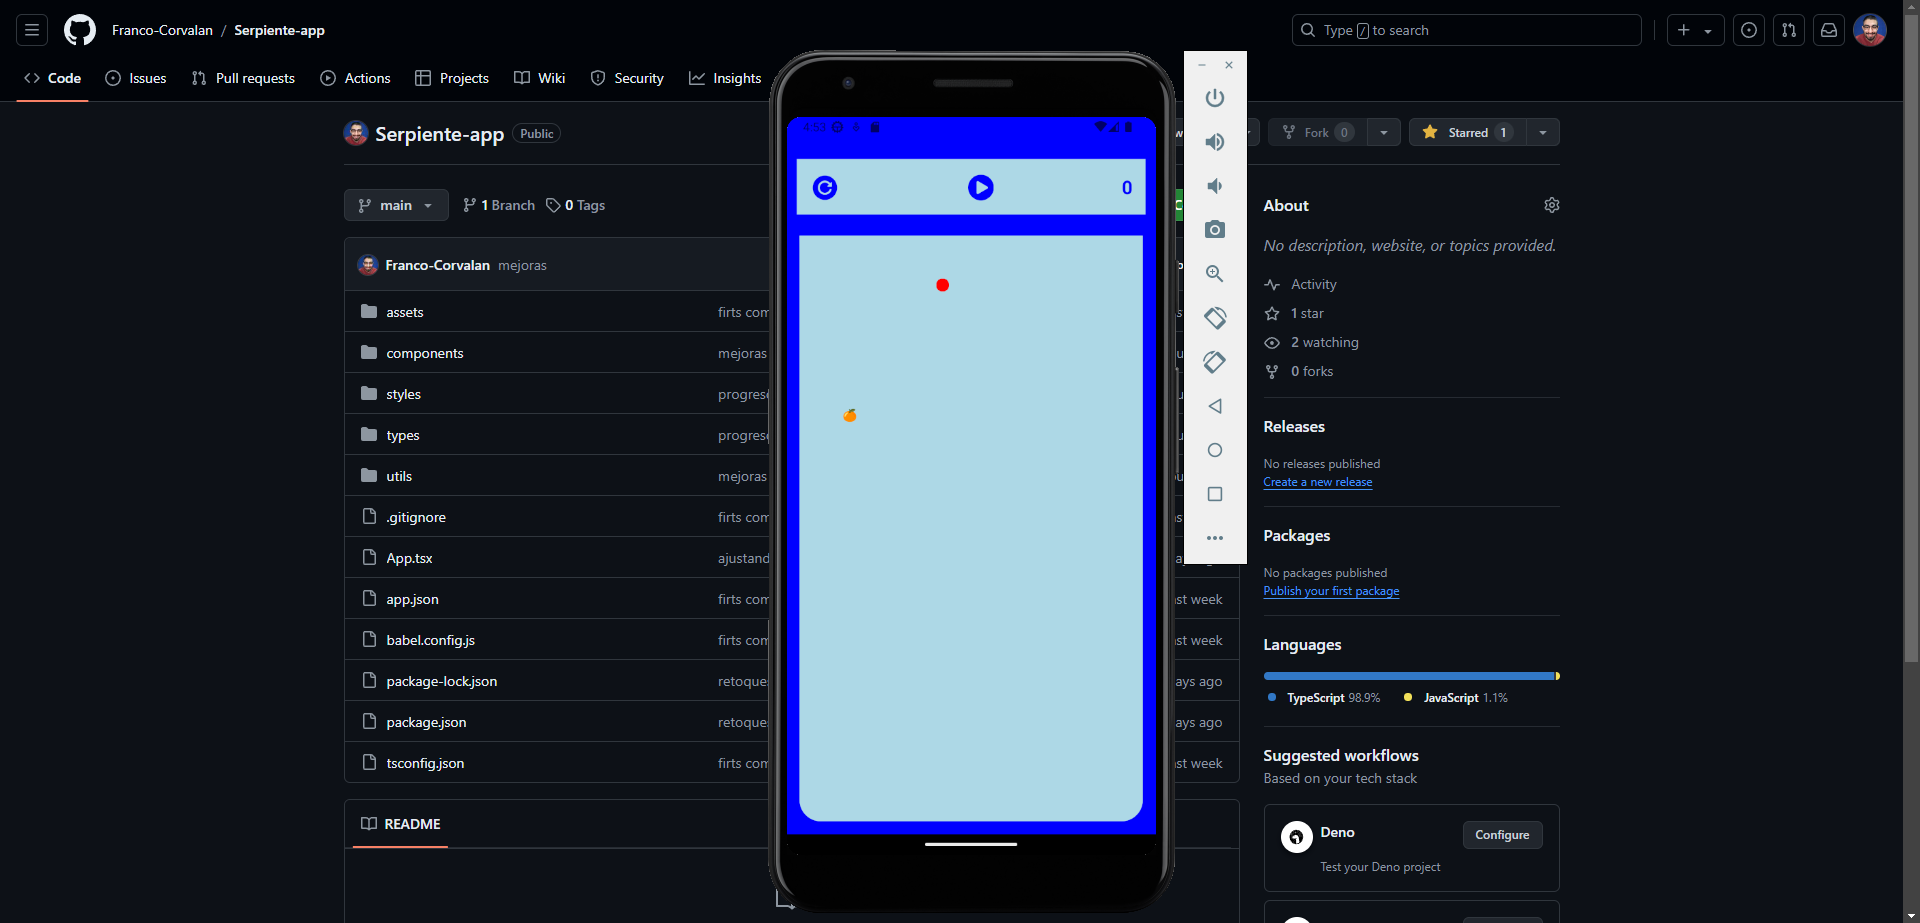 Franco-Corvalan / Serpiente-app
Type / to search
Code
Issues
Pull requests
Actions
Projects
Wiki
Security
Insights
Serpiente-app Public
Fork 0
Starred 1
main
1 Branch
0 Tags
Franco-Corvalan mejoras
assets firts com
components mejoras
styles progres
types progres
utils mejoras
.gitignore firts com
App.tsx ajustand
app.json firts com st week
babel.config.js firts com st week
package-lock.json retoque ays ago
package.json retoque ays ago
tsconfig.json firts com st week
README
4:58
0
About
No description, website, or topics provided.
Activity
1 star
2 watching
0 forks
Releases
No releases published
Create a new release
Packages
No packages published
Publish your first package
Languages
TypeScript 98.9% JavaScript 1.1%
Suggested workflows
Based on your tech stack
Deno
Configure
Test your Deno project